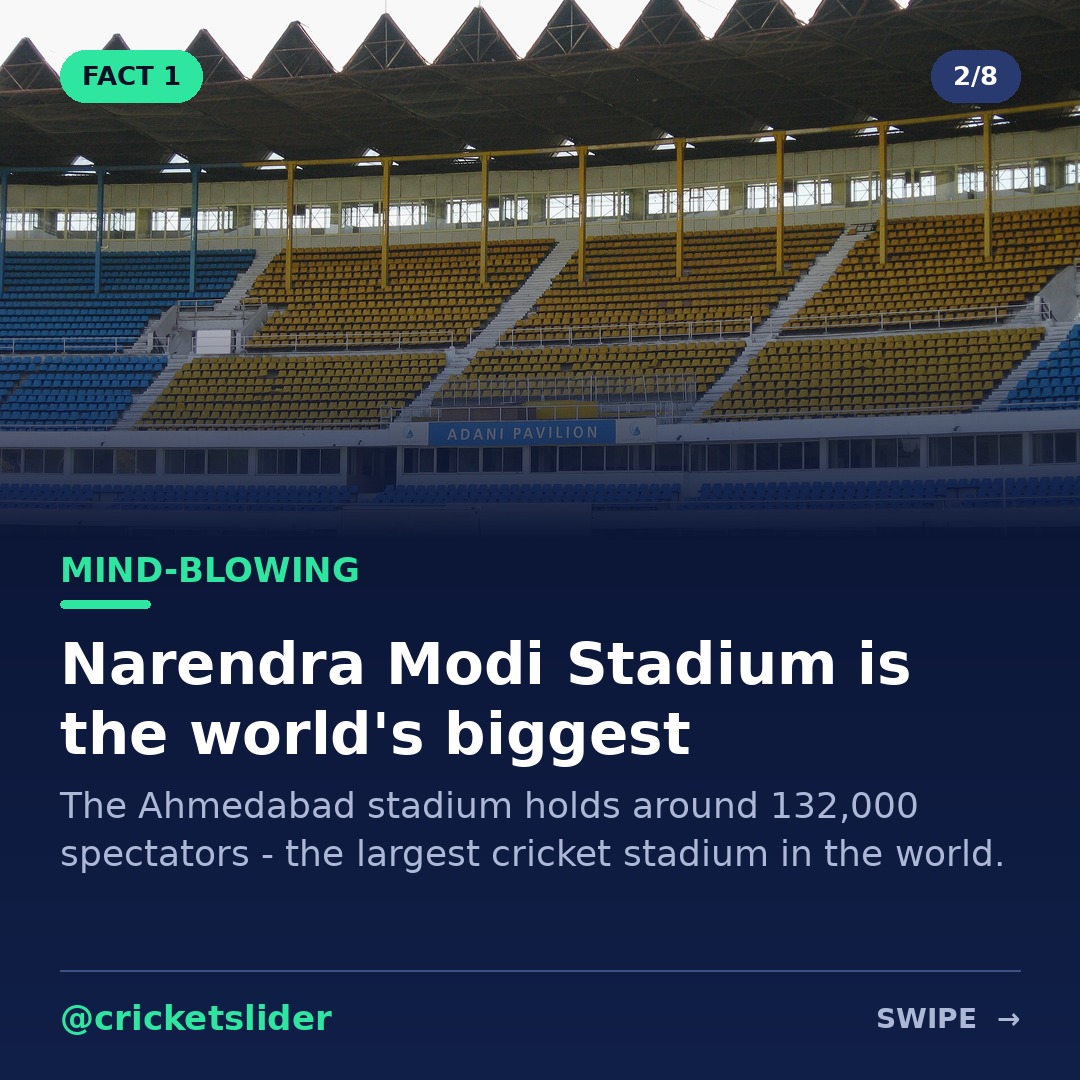 FACT 1
2/8
ADANI PAVILION
MIND-BLOWING
Narendra Modi Stadium is
the world's biggest
The Ahmedabad stadium holds around 132,000
spectators - the largest cricket stadium in the world.
@cricketslider
SWIPE →